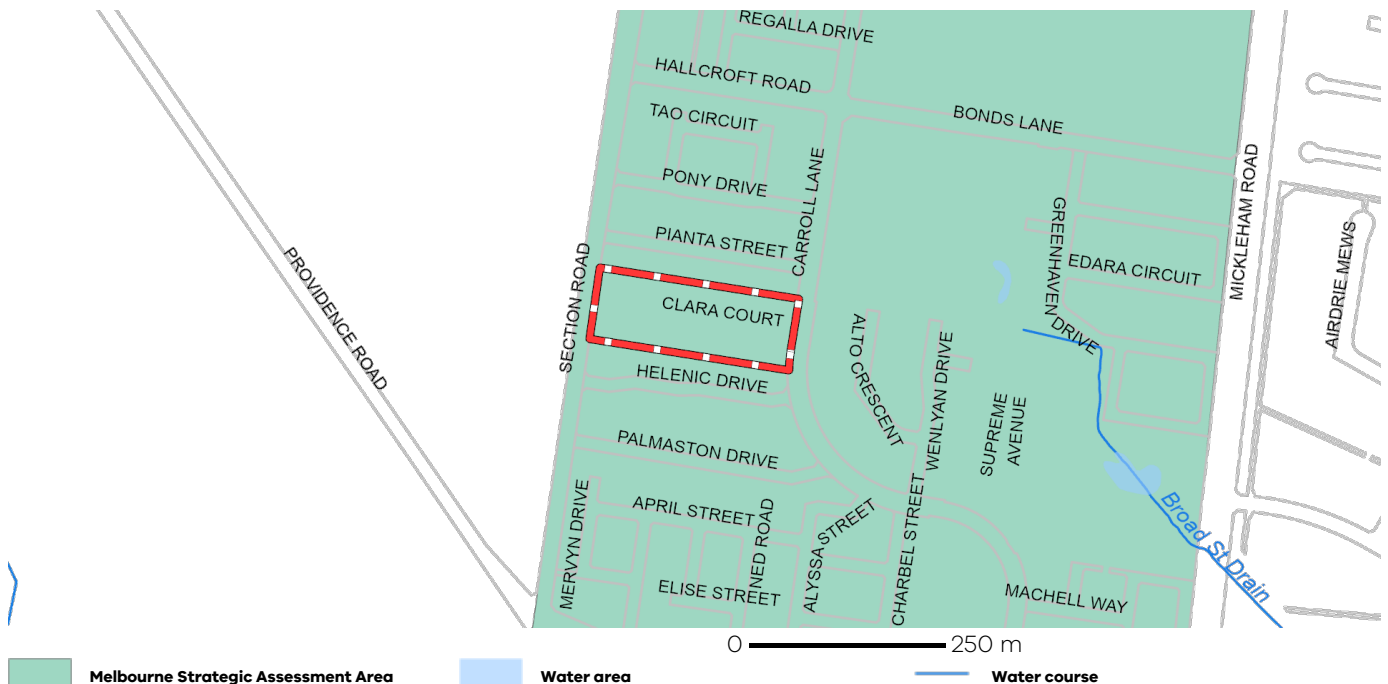 REGALLA DRIVE
HALLCROFT ROAD
TAO CIRCUIT
BONDS LANE
PONY DRIVE
CARROLL LANE
MICKLEHAM ROAD
PIANTA STREET
GREENHAVEN
DRIVE
EDARA CIRCUIT
AIRDRIE MEWS
PROVIDENCE ROAD
SECTION ROAD
CLARA COURT
HELENIC DRIVE
ALTO CRESCENT
WENLYAN DRIVE
SUPREME
AVENUE
PALMASTON DRIVE
MERVYN DRIVE
APRIL STREET
NED ROAD
ALYSSA STREET
CHARBEL STREET
Broad St Drain
ELISE STREET
MACHELL WAY
0 250 m
Melbourne Strategic Assessment Area
Water area
Water course